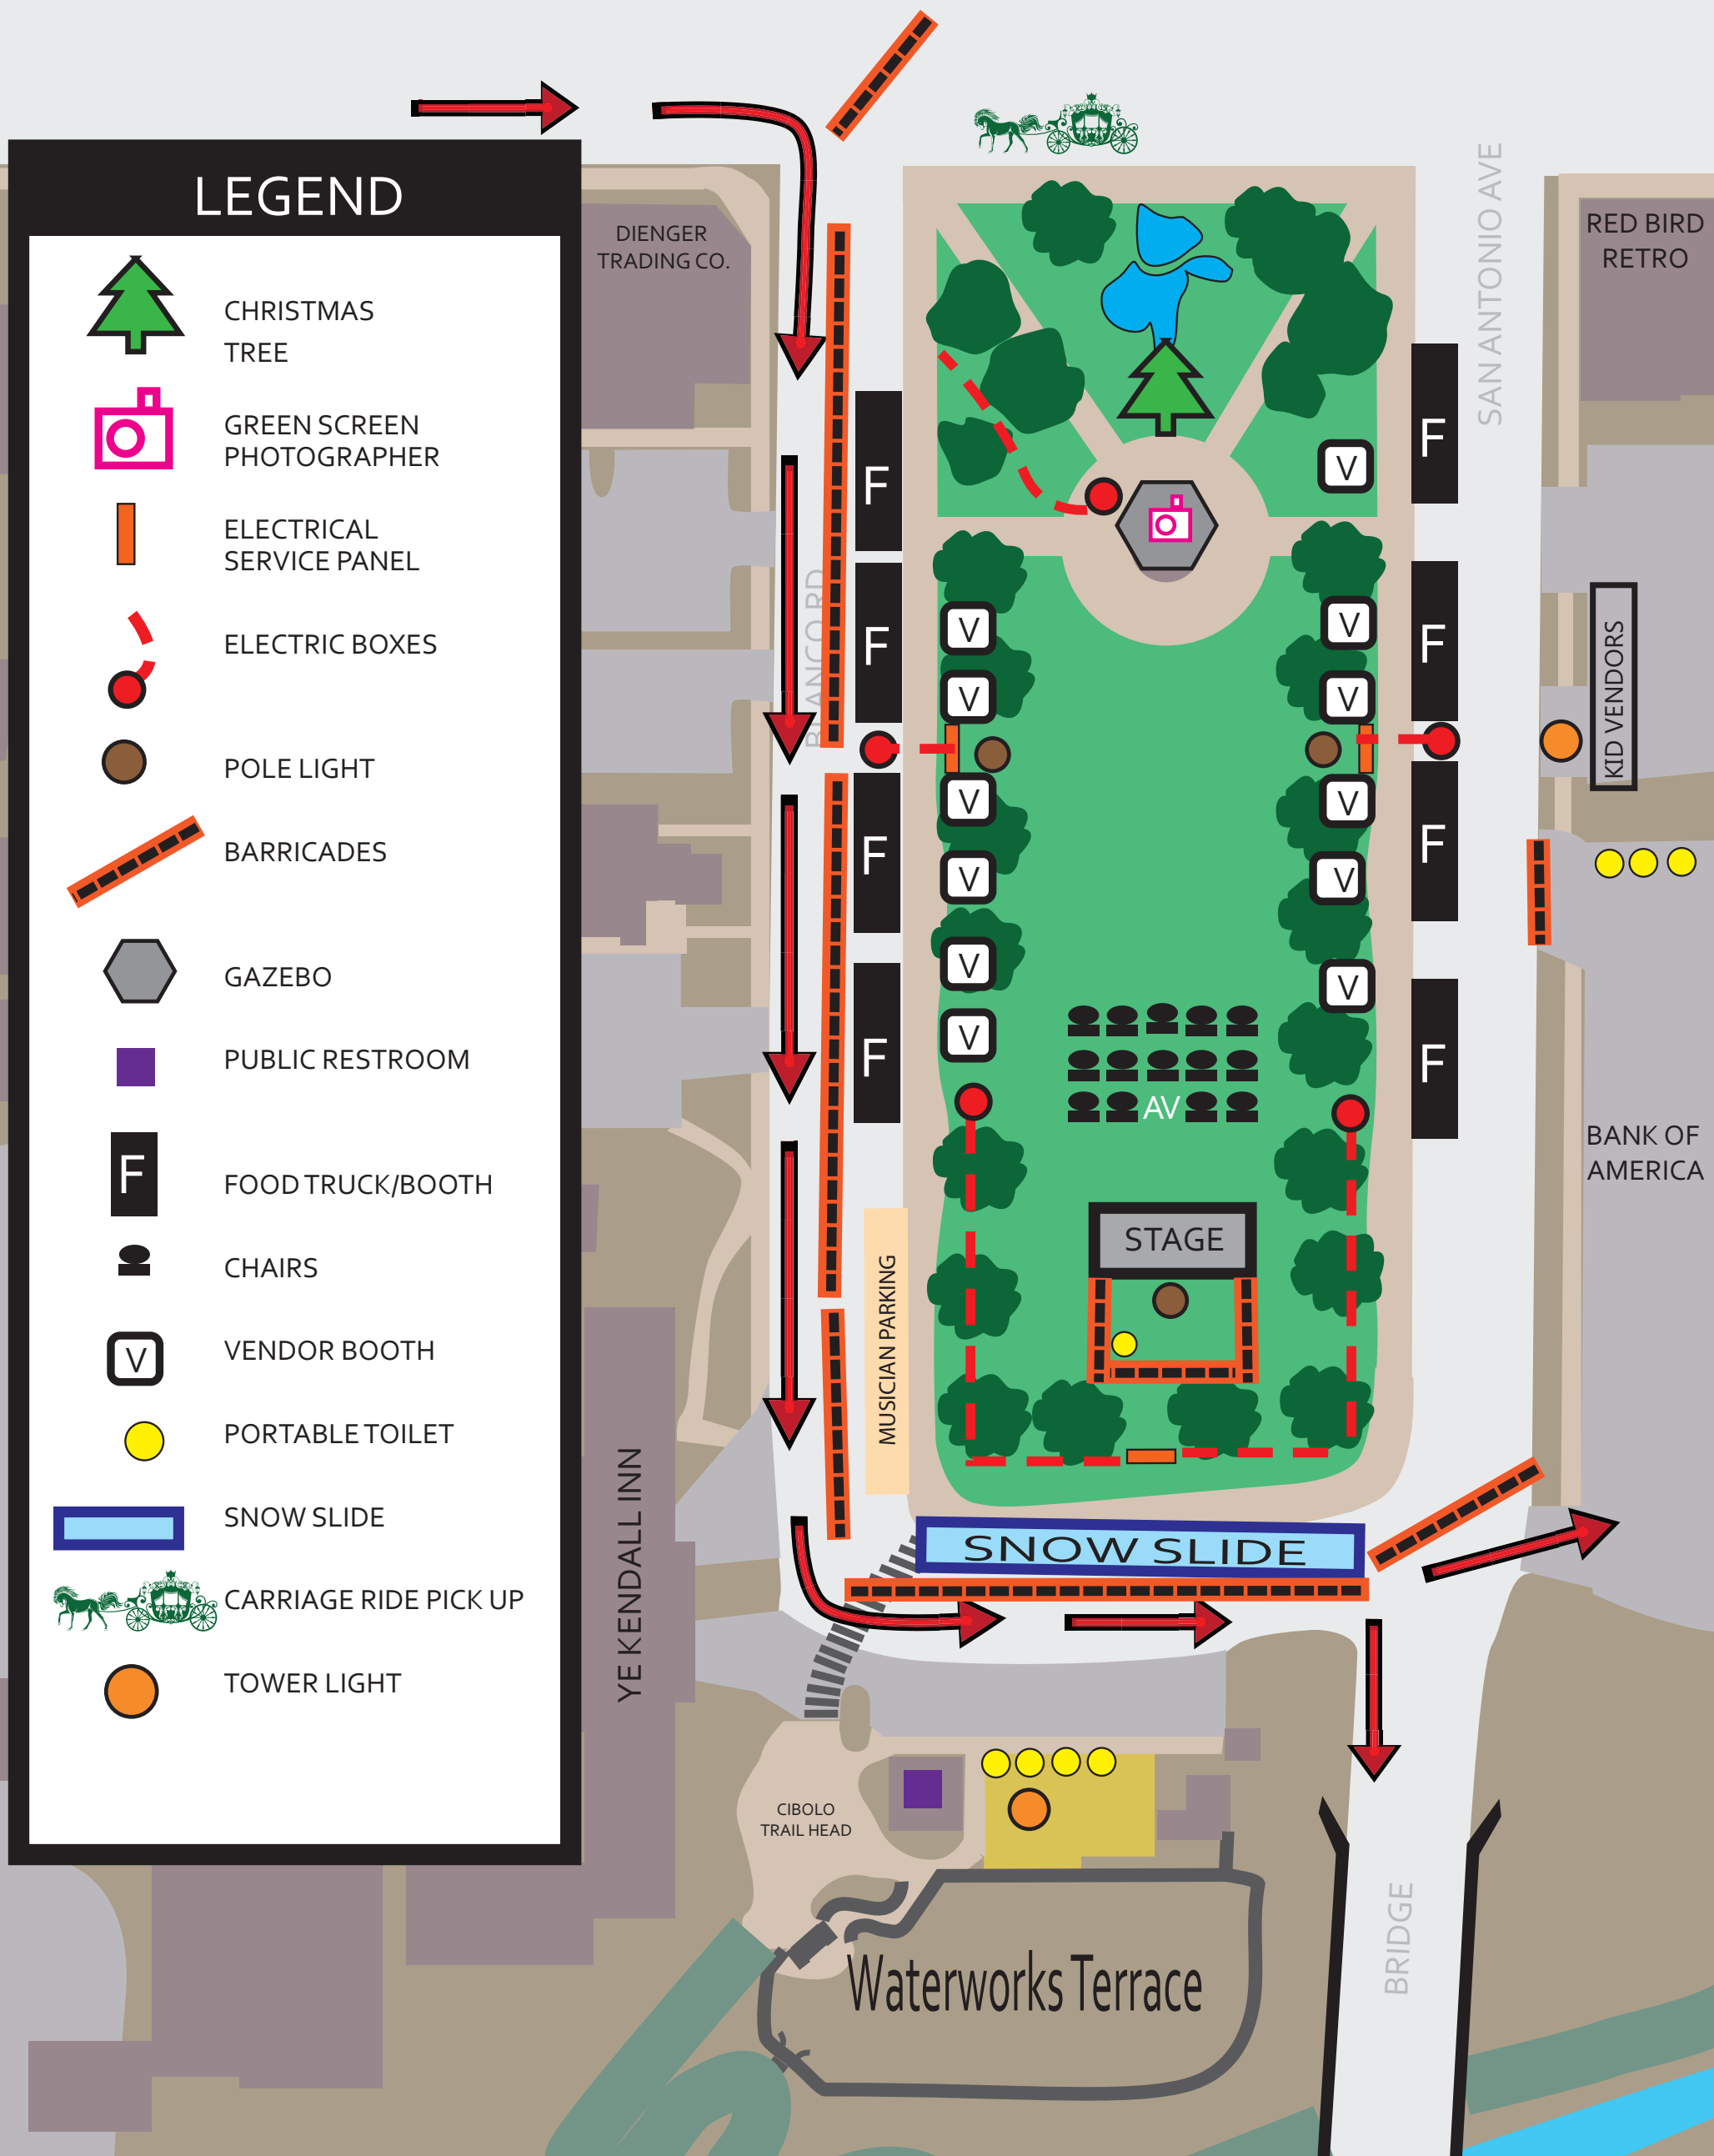 LEGEND
CHRISTMAS
TREE
GREEN SCREEN
PHOTOGRAPHER
ELECTRICAL
SERVICE PANEL
ELECTRIC BOXES
POLE LIGHT
BARRICADES
GAZEBO
PUBLIC RESTROOM
F
FOOD TRUCK/BOOTH
CHAIRS
V
VENDOR BOOTH
PORTABLE TOILET
SNOW SLIDE
CARRIAGE RIDE PICK UP
TOWER LIGHT
DIENGER
TRADING CO.
SAN ANTONIO AVE
RED BIRD
RETRO
BLANCO RD
F
F
F
F
V
V
V
V
V
V
V
V
V
V
V
V
F
F
F
F
KID VENDORS
AV
STAGE
BANK OF
AMERICA
MUSICIAN PARKING
YE KENDALL INN
SNOW SLIDE
CIBOLO
TRAIL HEAD
Waterworks Terrace
BRIDGE